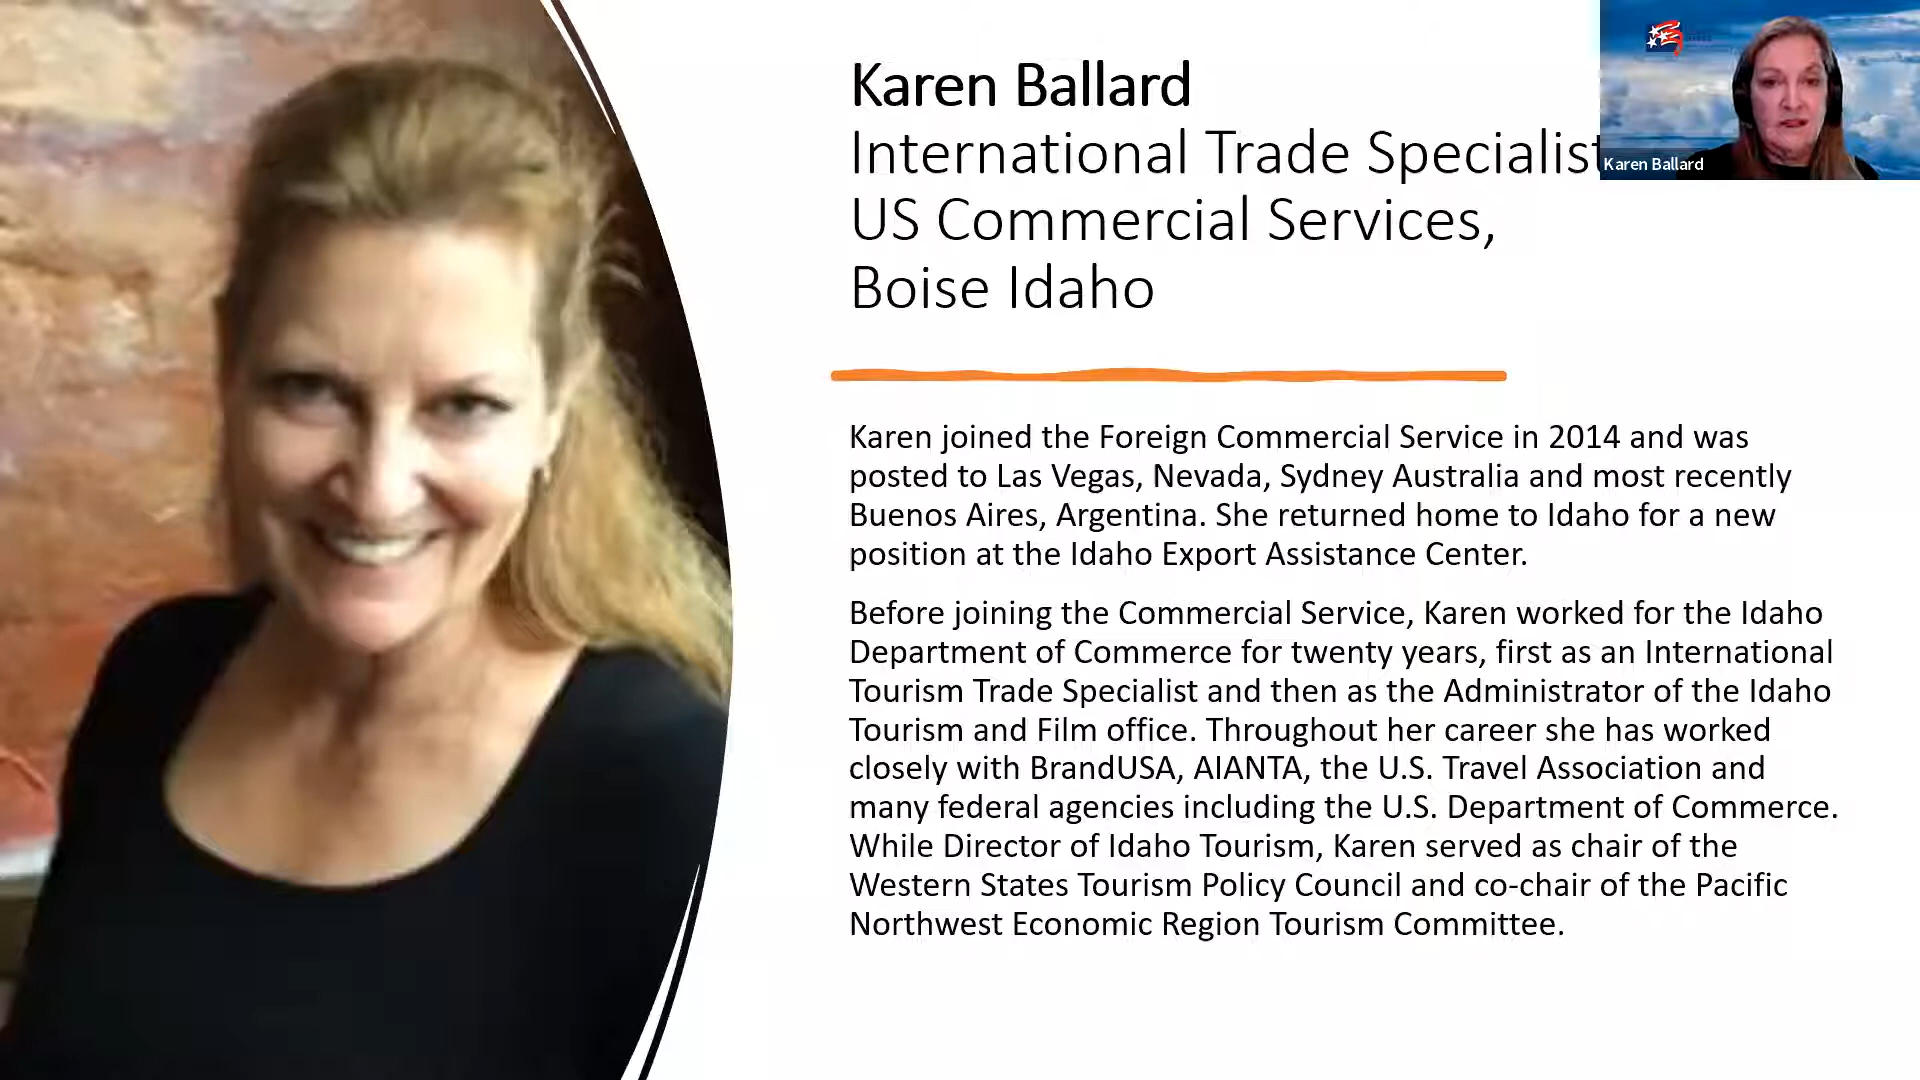 Karen Ballard
International Trade Specialist
US Commercial Services,
Boise Idaho
Karen Ballard
Karen joined the Foreign Commercial Service in 2014 and was
posted to Las Vegas, Nevada, Sydney Australia and most recently
Buenos Aires, Argentina. She returned home to Idaho for a new
position at the Idaho Export Assistance Center.
Before joining the Commercial Service, Karen worked for the Idaho
Department of Commerce for twenty years, first as an International
Tourism Trade Specialist and then as the Administrator of the Idaho
Tourism and Film office. Throughout her career she has worked
closely with BrandUSA, AIANTA, the U.S. Travel Association and
many federal agencies including the U.S. Department of Commerce.
While Director of Idaho Tourism, Karen served as chair of the
Western States Tourism Policy Council and co-chair of the Pacific
Northwest Economic Region Tourism Committee.